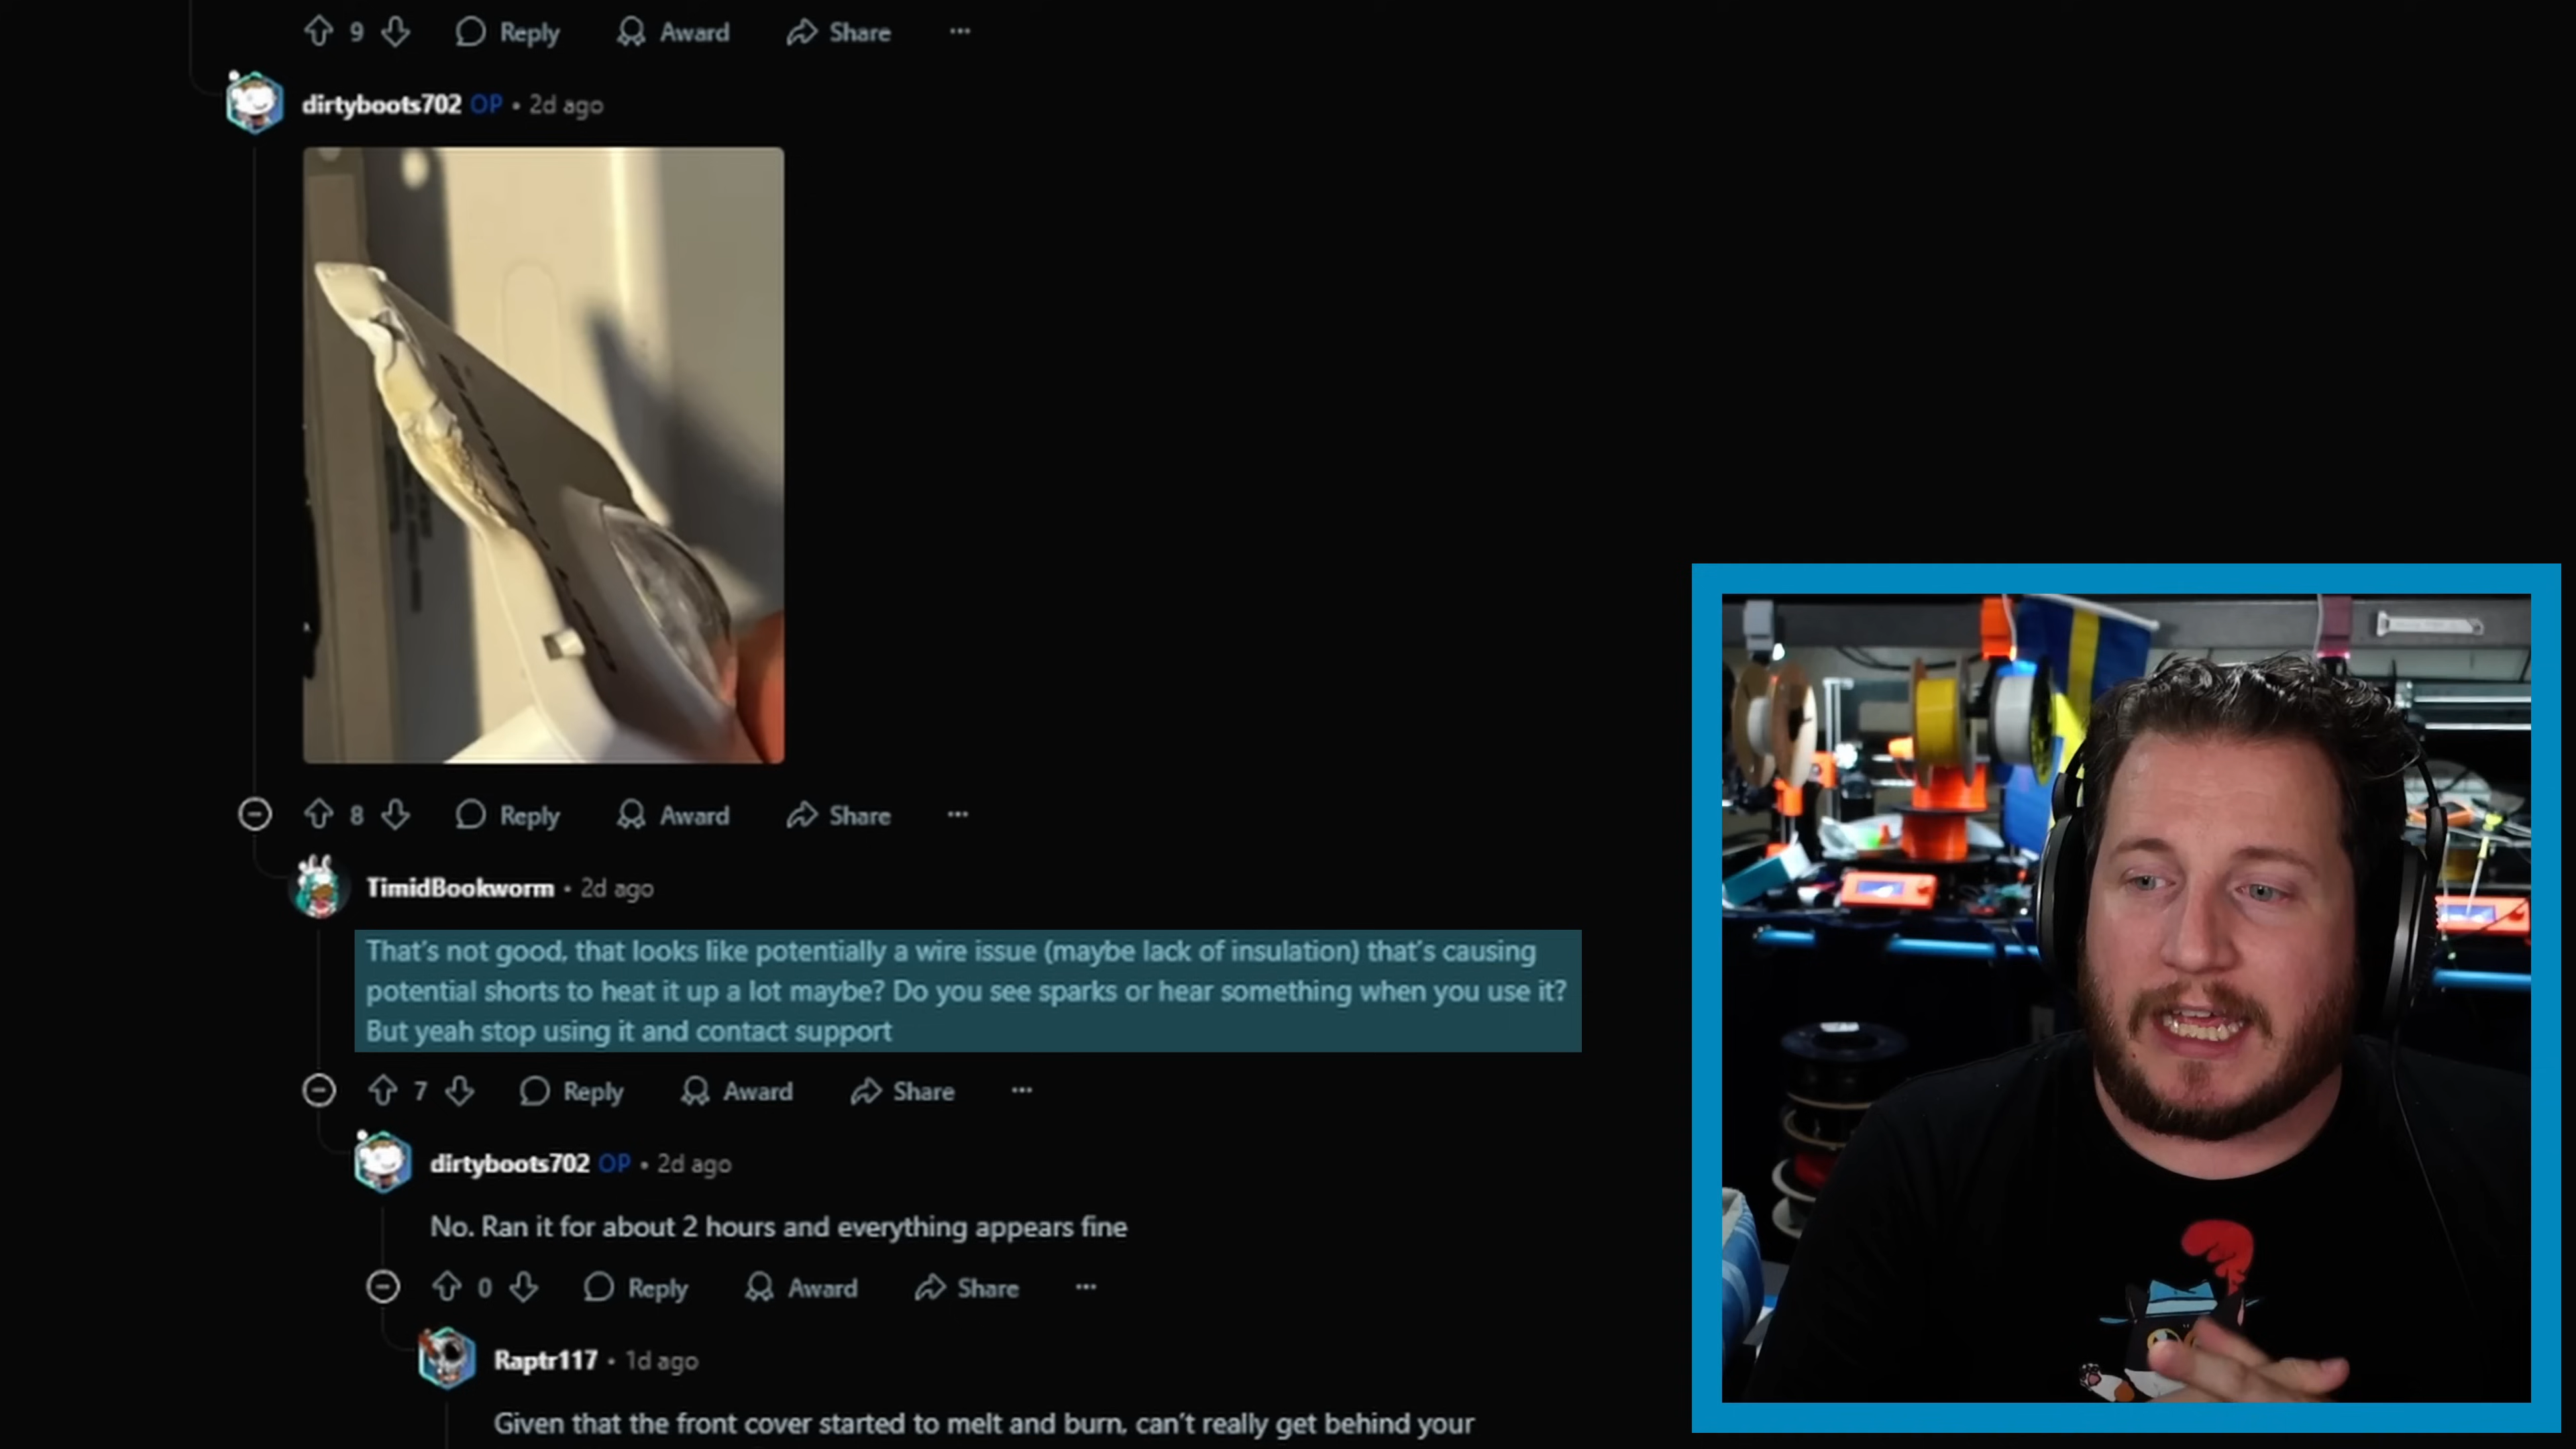 9 Reply Award Share
dirtyboots702 OP • 2d ago
8 Reply Award Share
TimidBookworm • 2d ago
That's not good, that looks like potentially a wire issue (maybe lack of insulation) that's causing
potential shorts to heat it up a lot maybe? Do you see sparks or hear something when you use it?
But yeah stop using it and contact support
7 Reply Award Share
dirtyboots702 OP • 2d ago
No. Ran it for about 2 hours and everything appears fine
0 Reply Award Share
Raptr117 • 1d ago
Given that the front cover started to melt and burn, can't really get behind your